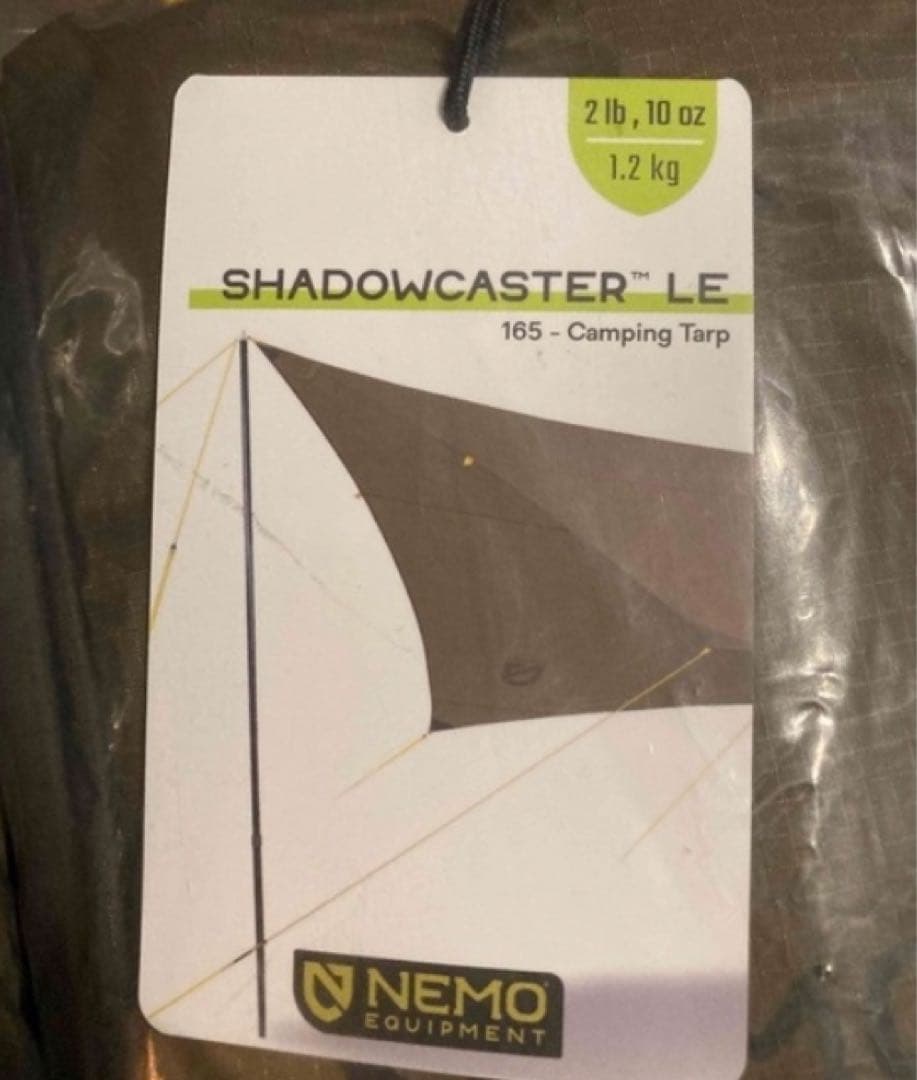 2 lb , 10 oz
1.2 kg
SHADOWCASTER™ LE
165 - Camping Tarp
NEMO
EQUIPMENT